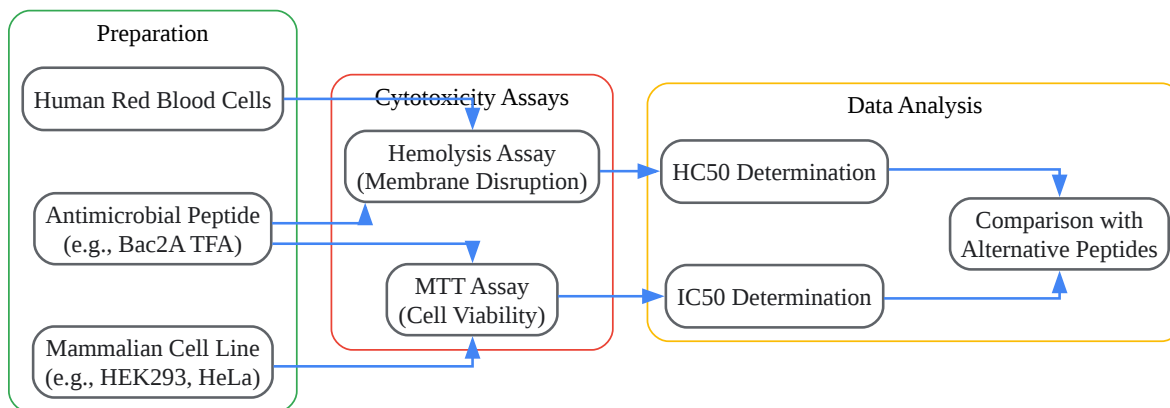 Preparation
Human Red Blood Cells
Antimicrobial Peptide
(e.g., Bac2A TFA)
Mammalian Cell Line
(e.g., HEK293, HeLa)
Cytotoxicity Assays
Hemolysis Assay
(Membrane Disruption)
MTT Assay
(Cell Viability)
Data Analysis
HC50 Determination
IC50 Determination
Comparison with
Alternative Peptides